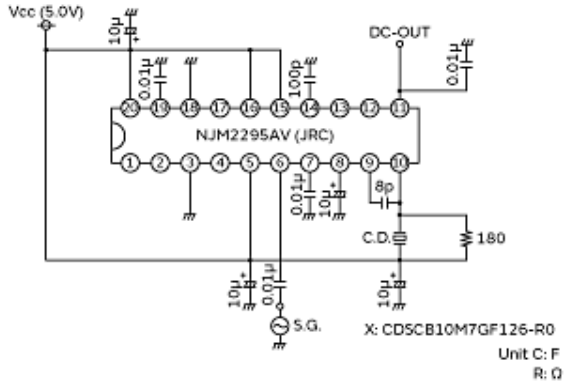 Vcc (5.0V)
10μ
+
0.01μ
100p
DC-OUT
0.01μ
20 19 18 17 16 15 14 13 12 11
NJM2295AV (JRC)
1 2 3 4 5 6 7 8 9 10
0.01μ
10μ
+
8p
C.D.
180
10μ
+
0.01μ
10μ
+
S.G.
X: CDSCB10M7GF126-R0
Unit C: F
R: Ω